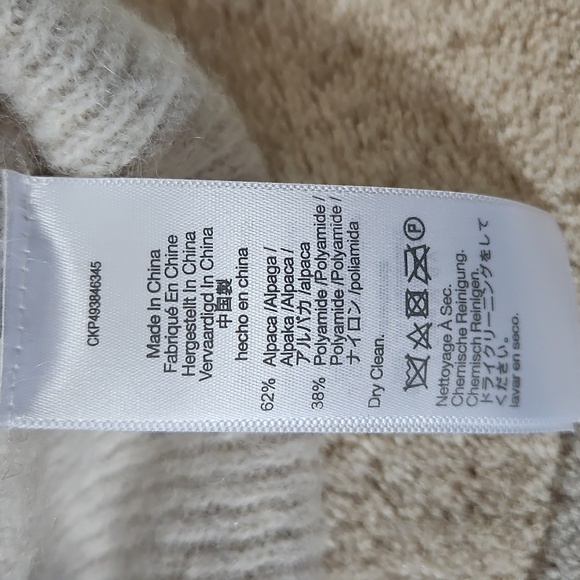 CKP493846345
Made In China
Fabriqué En Chine
Hergestellt In China
Vervaardigd In China
中国製
hecho en china
62% Alpaca /Alpaga /
Alpaka /Alpaca /
アルパカ /alpaca
38% Polyamide /Polyamide /
Polyamide /Polyamide /
ナイロン /poliamida
Dry Clean.
P
Nettoyage À Sec.
Chemische Reinigung.
Chemisch Reinigen.
ドライクリーニングをして
ください。
lavar en seco.